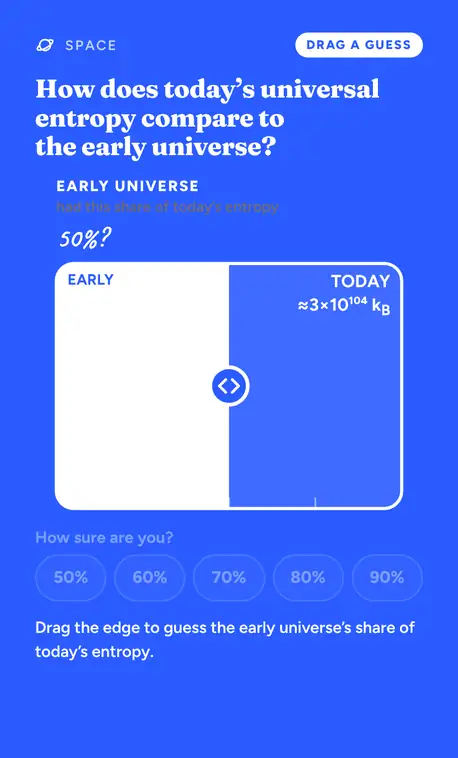 SPACE
DRAG A GUESS
How does today’s universal
entropy compare to
the early universe?
EARLY UNIVERSE
had this share of today’s entropy
50%?
EARLY
TODAY
≈3×10¹⁰⁴ k_B
How sure are you?
50%
60%
70%
80%
90%
Drag the edge to guess the early universe’s share of
today’s entropy.